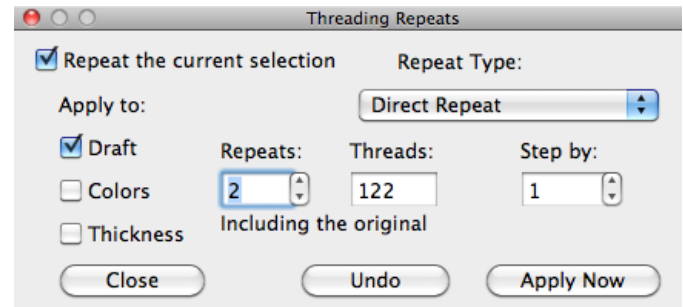 Threading Repeats
Repeat the current selection
Repeat Type:
Apply to:
Direct Repeat
Draft
Repeats:
Threads:
Step by:
Colors
2
122
1
Including the original
Thickness
Close
Undo
Apply Now